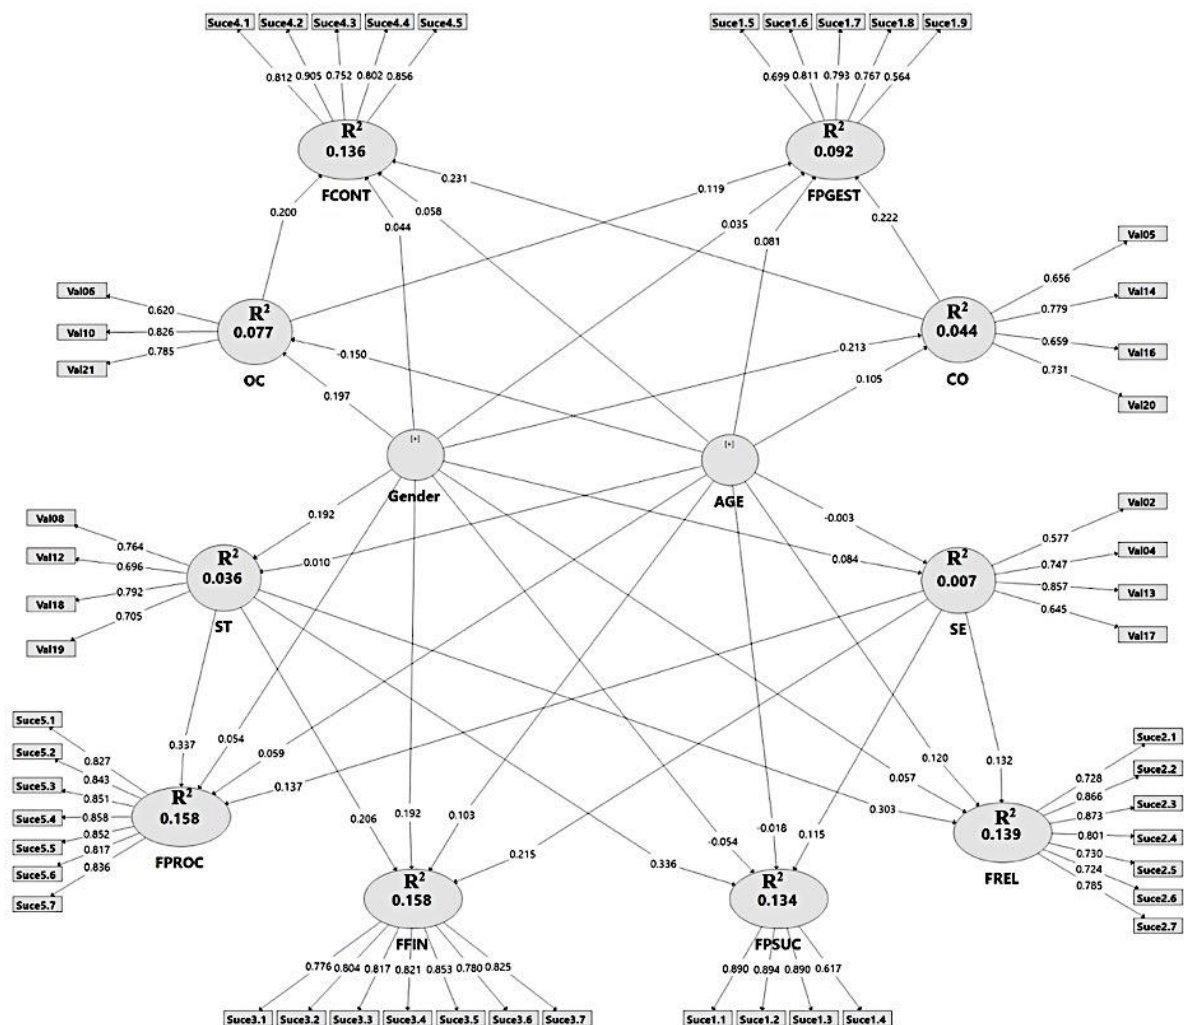 Suce4.1 Suce4.2 Suce4.3 Suce4.4 Suce4.5 Suce1.5 Suce1.6 Suce1.7 Suce1.8 Suce1.9
0.812 0.905 0.752 0.802 0.856 0.699 0.811 0.793 0.767 0.564
R² R²
0.136 0.092
FCONT FPGEST
0.231 0.119
0.200 0.044 0.058 0.035 0.081 0.222
Val05
0.656
Val06 Val14
0.620 0.779
R² R²
Val10 0.826 0.077 0.044
0.785 0.659
Val21 Val16
OC CO
-0.150 0.213 0.731
0.197 0.105
Val20
[+] [+]
Gender AGE
Val02
Val08 0.192 -0.003 0.577
0.764 Val04
Val12 0.747
0.696 R² 0.010 0.084 R²
0.036 0.007
Val18 0.792 0.857 Val13
0.705 0.645
ST SE Val17
Val19
Suce5.1 Suce2.1
0.337 0.054 0.059 0.120 0.132
Suce5.2 0.827 0.728 Suce2.2
0.843 0.137 0.057 0.866
Suce5.3 0.851 R² 0.303 0.873 Suce2.3
Suce5.4 0.858 0.158 R² 0.801 Suce2.4
0.852 0.206 0.192 0.103 -0.018 0.115 0.139
Suce5.5 0.817 -0.054 0.730 Suce2.5
Suce5.6 0.836 0.215 0.336 0.724 Suce2.6
FPROC FREL 0.785
Suce5.7 R² R² Suce2.7
0.158 0.134
FFIN FPSUC
0.776 0.804 0.817 0.821 0.853 0.780 0.825 0.890 0.894 0.890 0.617
Suce3.1 Suce3.2 Suce3.3 Suce3.4 Suce3.5 Suce3.6 Suce3.7 Suce1.1 Suce1.2 Suce1.3 Suce1.4